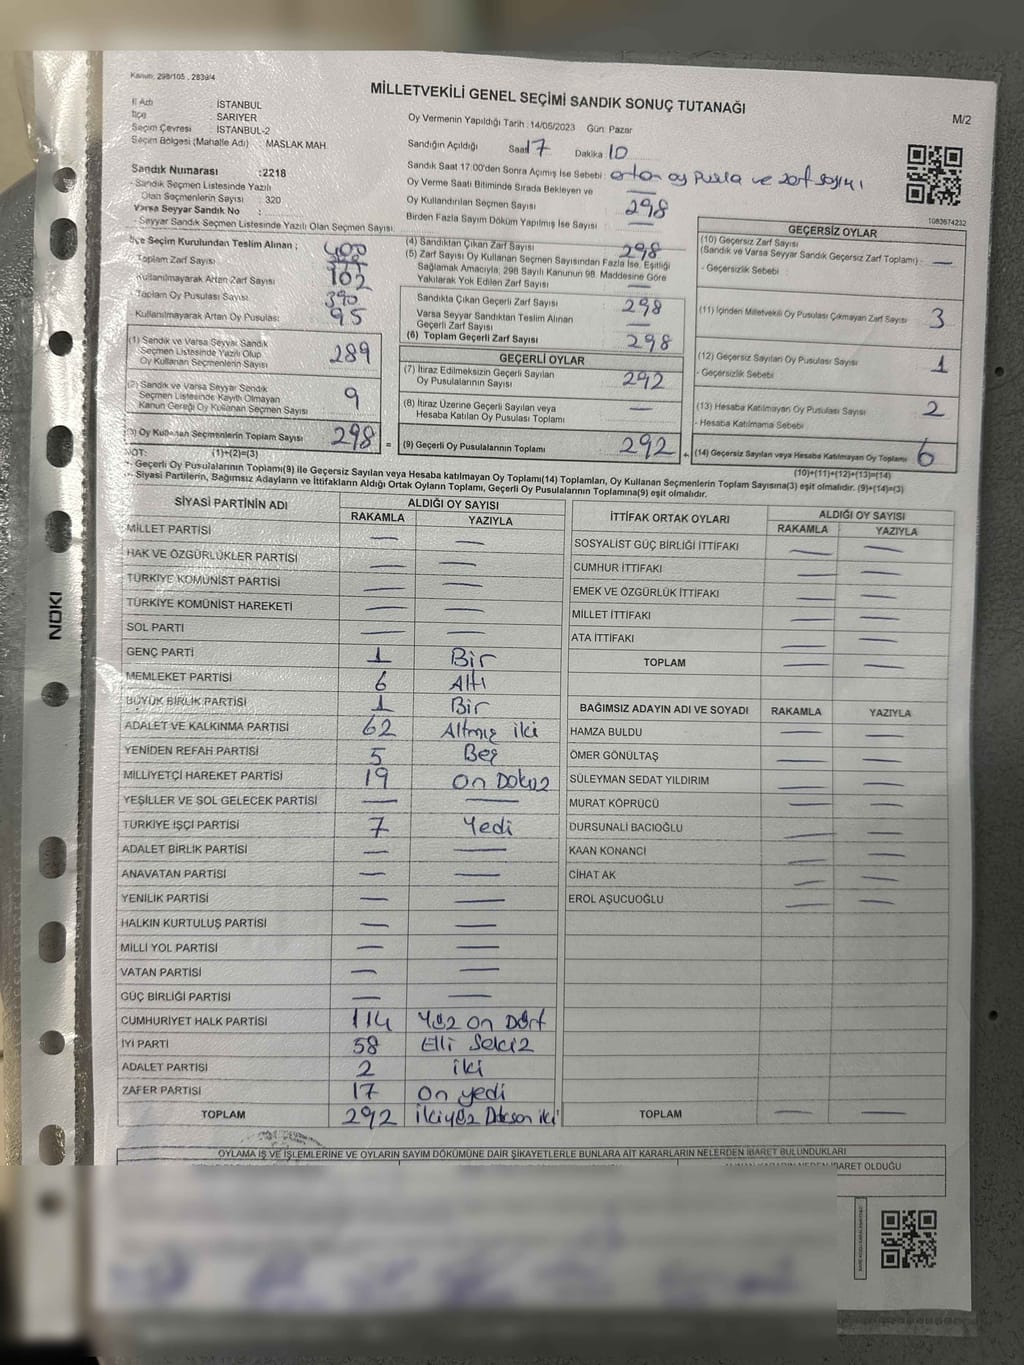 Kanun, 298/105 , 2839/4
MİLLETVEKİLİ GENEL SEÇİMİ SANDIK SONUÇ TUTANAĞI
M/2
İl Adı : İSTANBUL
İlçe : SARIYER
Seçim Çevresi : İSTANBUL-2
Seçim Bölgesi (Mahalle Adı) : MASLAK MAH.
Oy Vermenin Yapıldığı Tarih : 14/05/2023 Gün: Pazar
Sandığın Açıldığı Saat 17 Dakika 10
Sandık Saat 17:00'den Sonra Açımış İse Sebebi : artan oy pusula ve zarf sayımı
Oy Verme Saati Bitiminde Sırada Bekleyen ve
Oy Kullandırılan Seçmen Sayısı 298
Birden Fazla Sayım Döküm Yapılmış İse Sayısı : —
Sandık Numarası :2218
Sandık Seçmen Listesinde Yazılı
Olan Seçmenlerin Sayısı : 320
Varsa Seyyar Sandık No :
Seyyar Sandık Seçmen Listesinde Yazılı Olan Seçmen Sayısı:
1083674232
İlçe Seçim Kurulundan Teslim Alınan :
Toplam Zarf Sayısı 400
Kullanılmayarak Artan Zarf Sayısı 102
Toplam Oy Pusulası Sayısı 390
Kullanılmayarak Artan Oy Pusulası 95
(1) Sandık ve Varsa Seyyar Sandık
Seçmen Listesinde Yazılı Olup
Oy Kullanan Seçmenlerin Sayısı 289
(2) Sandık ve Varsa Seyyar Sandık
Seçmen Listesinde Kayıtlı Olmayan
Kanun Gereği Oy Kullanan Seçmen Sayısı 9
(3) Oy Kullanan Seçmenlerin Toplam Sayısı 298 =
(1)+(2)=(3)
(4) Sandıktan Çıkan Zarf Sayısı 298
(5) Zarf Sayısı Oy Kullanan Seçmen Sayısından Fazla İse, Eşitliği
Sağlamak Amacıyla, 298 Sayılı Kanunun 98. Maddesine Göre
Yakılarak Yok Edilen Zarf Sayısı —
Sandıkta Çıkan Geçerli Zarf Sayısı 298
Varsa Seyyar Sandıktan Teslim Alınan
Geçerli Zarf Sayısı —
(6) Toplam Geçerli Zarf Sayısı 298
GEÇERLİ OYLAR
(7) İtiraz Edilmeksizin Geçerli Sayılan
Oy Pusulalarının Sayısı 292
(8) İtiraz Üzerine Geçerli Sayılan veya
Hesaba Katılan Oy Pusulası Toplamı —
(9) Geçerli Oy Pusulalarının Toplamı 292 +
GEÇERSİZ OYLAR
(10) Geçersiz Zarf Sayısı
(Sandık ve Varsa Seyyar Sandık Geçersiz Zarf Toplamı) : —
- Geçersizlik Sebebi :
(11) İçinden Milletvekili Oy Pusulası Çıkmayan Zarf Sayısı 3
(12) Geçersiz Sayılan Oy Pusulası Sayısı 1
- Geçersizlik Sebebi
(13) Hesaba Katılmayan Oy Pusulası Sayısı 2
- Hesaba Katılmama Sebebi
(14) Geçersiz Sayılan veya Hesaba Katılmayan Oy Toplamı 6
(10)+(11)+(12)+(13)=(14)
NOT:
- Geçerli Oy Pusulalarının Toplamı(9) ile Geçersiz Sayılan veya Hesaba katılmayan Oy Toplamı(14) Toplamları, Oy Kullanan Seçmenlerin Toplam Sayısına(3) eşit olmalıdır. (9)+(14)=(3)
- Siyasi Partilerin, Bağımsız Adayların ve İttifakların Aldığı Ortak Oyların Toplamı, Geçerli Oy Pusulalarının Toplamına(9) eşit olmalıdır.
SİYASİ PARTİNİN ADI ALDIĞI OY SAYISI
RAKAMLA YAZIYLA
MİLLET PARTİSİ — —
HAK VE ÖZGÜRLÜKLER PARTİSİ — —
TÜRKİYE KOMÜNİST PARTİSİ — —
TÜRKİYE KOMÜNİST HAREKETİ — —
SOL PARTİ — —
GENÇ PARTİ 1 Bir
MEMLEKET PARTİSİ 6 Altı
BÜYÜK BİRLİK PARTİSİ 1 Bir
ADALET VE KALKINMA PARTİSİ 62 Altmış iki
YENİDEN REFAH PARTİSİ 5 Beş
MİLLİYETÇİ HAREKET PARTİSİ 19 on Dokuz
YEŞİLLER VE SOL GELECEK PARTİSİ — —
TÜRKİYE İŞÇİ PARTİSİ 7 Yedi
ADALET BİRLİK PARTİSİ — —
ANAVATAN PARTİSİ — —
YENİLİK PARTİSİ — —
HALKIN KURTULUŞ PARTİSİ — —
MİLLİ YOL PARTİSİ — —
VATAN PARTİSİ — —
GÜÇ BİRLİĞİ PARTİSİ — —
CUMHURİYET HALK PARTİSİ 114 Yüz on Dört
İYİ PARTİ 58 Elli Sekiz
ADALET PARTİSİ 2 iki
ZAFER PARTİSİ 17 on yedi
TOPLAM 292 ikiyüz Doksan iki
İTTİFAK ORTAK OYLARI ALDIĞI OY SAYISI
RAKAMLA YAZIYLA
SOSYALİST GÜÇ BİRLİĞİ İTTİFAKI — —
CUMHUR İTTİFAKI — —
EMEK VE ÖZGÜRLÜK İTTİFAKI — —
MİLLET İTTİFAKI — —
ATA İTTİFAKI — —
TOPLAM — —
BAĞIMSIZ ADAYIN ADI VE SOYADI RAKAMLA YAZIYLA
HAMZA BULDU — —
ÖMER GÖNÜLTAŞ — —
SÜLEYMAN SEDAT YILDIRIM — —
MURAT KÖPRÜCÜ — —
DURSUNALİ BACIOĞLU — —
KAAN KONANCİ — —
CİHAT AK — —
EROL AŞUCUOĞLU — —
TOPLAM — —
OYLAMA İŞ VE İŞLEMLERİNE VE OYLARIN SAYIM DÖKÜMÜNE DAİR ŞİKAYETLERLE BUNLARA AİT KARARLARIN NELERDEN İBARET BULUNDUKLARI
İBARET OLDUĞU
NOKI